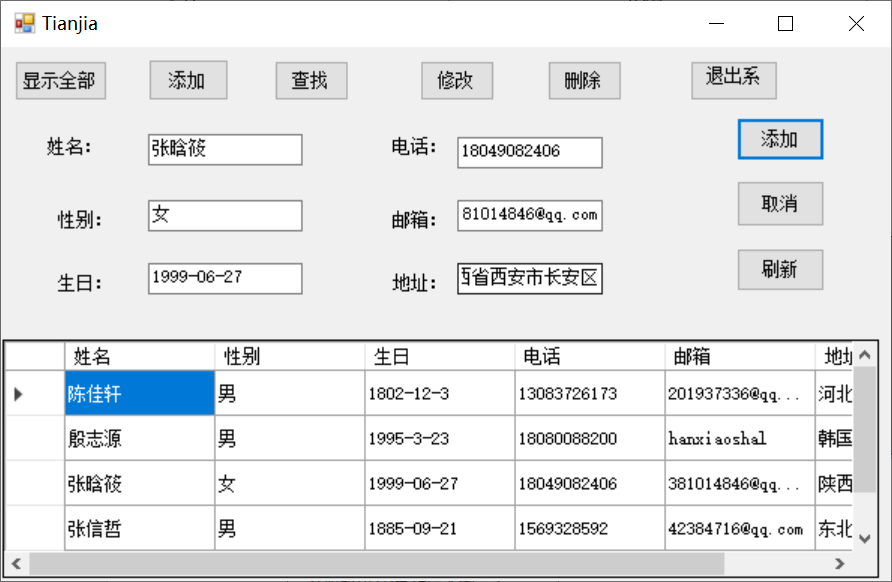 Tianjia
显示全部 添加 查找 修改 删除 退出系
姓名： 张晗筱 电话： 18049082406 添加
性别： 女 邮箱： 81014846@qq.com 取消
生日： 1999-06-27 地址： 省西安市长安区 刷新
姓名 性别 生日 电话 邮箱 地址
陈佳轩 男 1802-12-3 13083726173 201937336@qq... 河北
殷志源 男 1995-3-23 18080088200 hanxiaoshal 韩国
张晗筱 女 1999-06-27 18049082406 381014846@qq... 陕西
张信哲 男 1885-09-21 1569328592 42384716@qq.com 东北